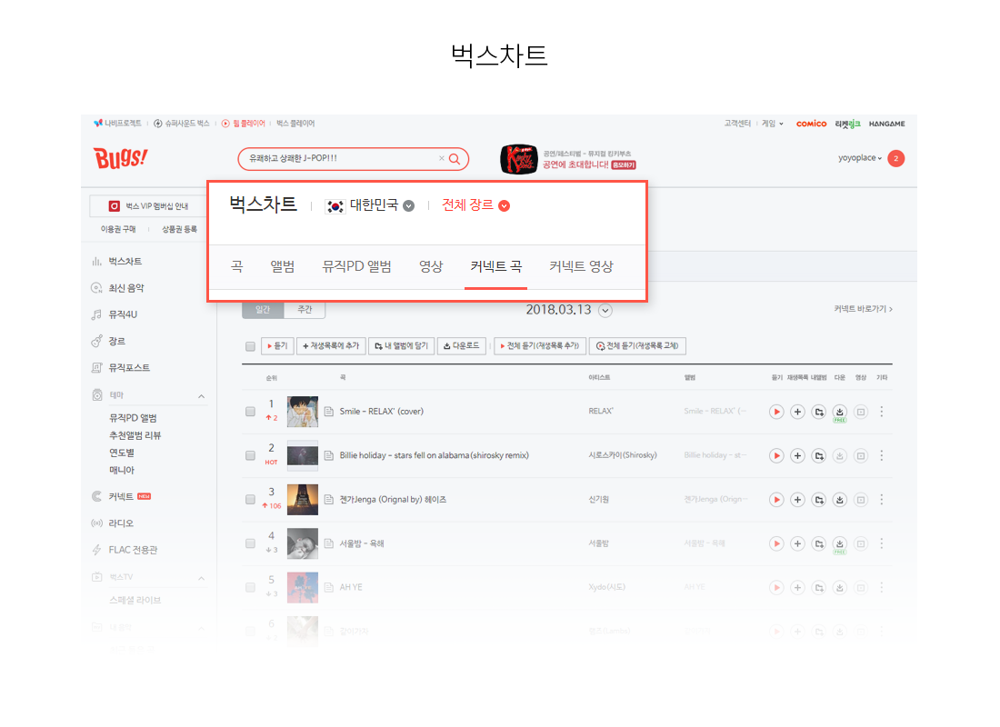 벅스차트
나비프로젝트 슈퍼사운드 벅스 웹 플레이어 벅스 플레이어
고객센터 게임 COMICO 티켓링크 HANGAME
Bugs!
유쾌하고 상쾌한 J-POP!!!
공연/페스티벌 - 뮤지컬 킹키부츠
공연에 초대합니다! 응모하기
yoyoplace 2
벅스 VIP 멤버십 안내
이용권 구매 상품권 등록
벅스차트 대한민국 전체 장르
곡 앨범 뮤직PD 앨범 영상 커넥트 곡 커넥트 영상
벅스차트
최신 음악
뮤직4U
장르
뮤직포스트
테마
뮤직PD 앨범
추천앨범 리뷰
연도별
매니아
커넥트 NEW
라디오
FLAC 전용관
벅스TV
스페셜 라이브
일간 주간
2018.03.13
커넥트 바로가기
듣기 재생목록에 추가 내 앨범에 담기 다운로드 전체 듣기(재생목록 추가) 전체 듣기(재생목록 교체)
순위 곡 아티스트 앨범 듣기 재생목록 내앨범 다운 영상 기타
1 2 Smile - RELAX' (cover) RELAX' Smile - RELAX' (··· FREE
2 HOT Billie holiday - stars fell on alabama(shirosky remix) 시로스카이(Shirosky) Billie holiday - st···
3 106 젠가Jenga (Orignal by) 헤이즈 신기원 젠가Jenga (Orign···
4 3 서울밤 - 욕해 서울밤 서울밤 - 욕해 FREE
5 3 AH YE Xydo(시도) AH YE
6